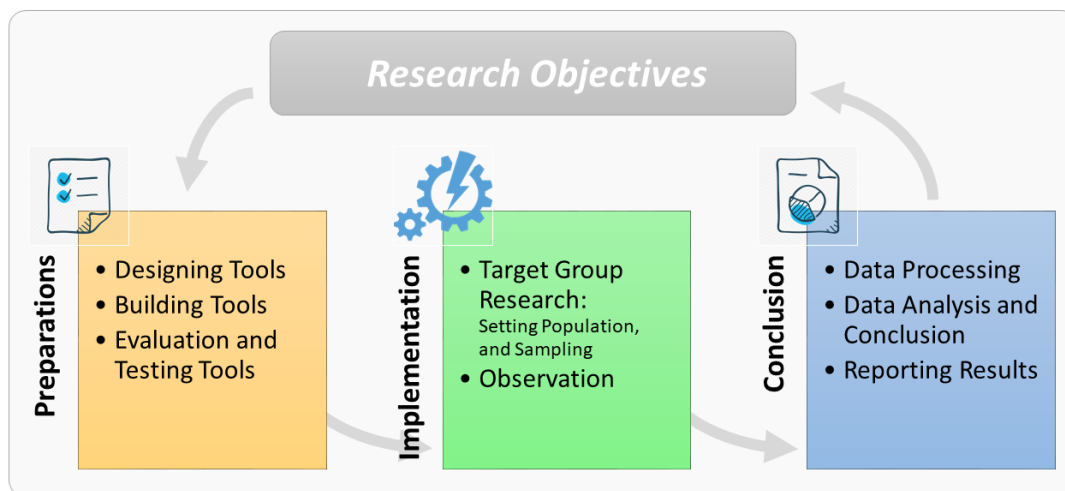 Research Objectives
Preparations
• Designing Tools
• Building Tools
• Evaluation and
Testing Tools
Implementation
• Target Group
Research:
Setting Population,
and Sampling
• Observation
Conclusion
• Data Processing
• Data Analysis and
Conclusion
• Reporting Results